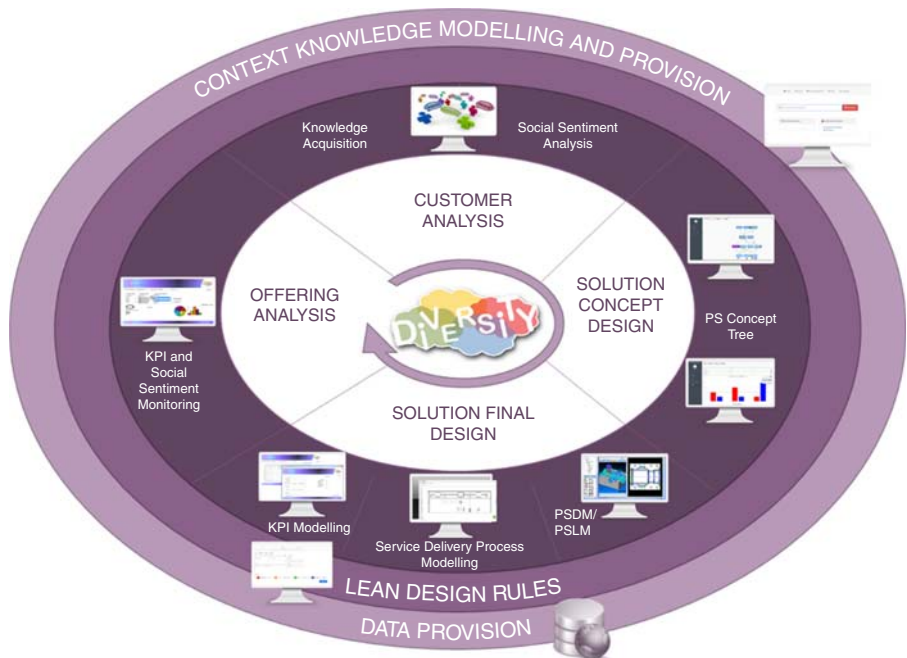 CONTEXT KNOWLEDGE MODELLING AND PROVISION
Knowledge
Acquisition
Social Sentiment
Analysis
CUSTOMER
ANALYSIS
OFFERING
ANALYSIS
DiVERSiTY
SOLUTION
CONCEPT
DESIGN
PS Concept
Tree
KPI and
Social
Sentiment
Monitoring
SOLUTION FINAL
DESIGN
KPI Modelling
Service Delivery Process
Modelling
PSDM/
PSLM
LEAN DESIGN RULES
DATA PROVISION